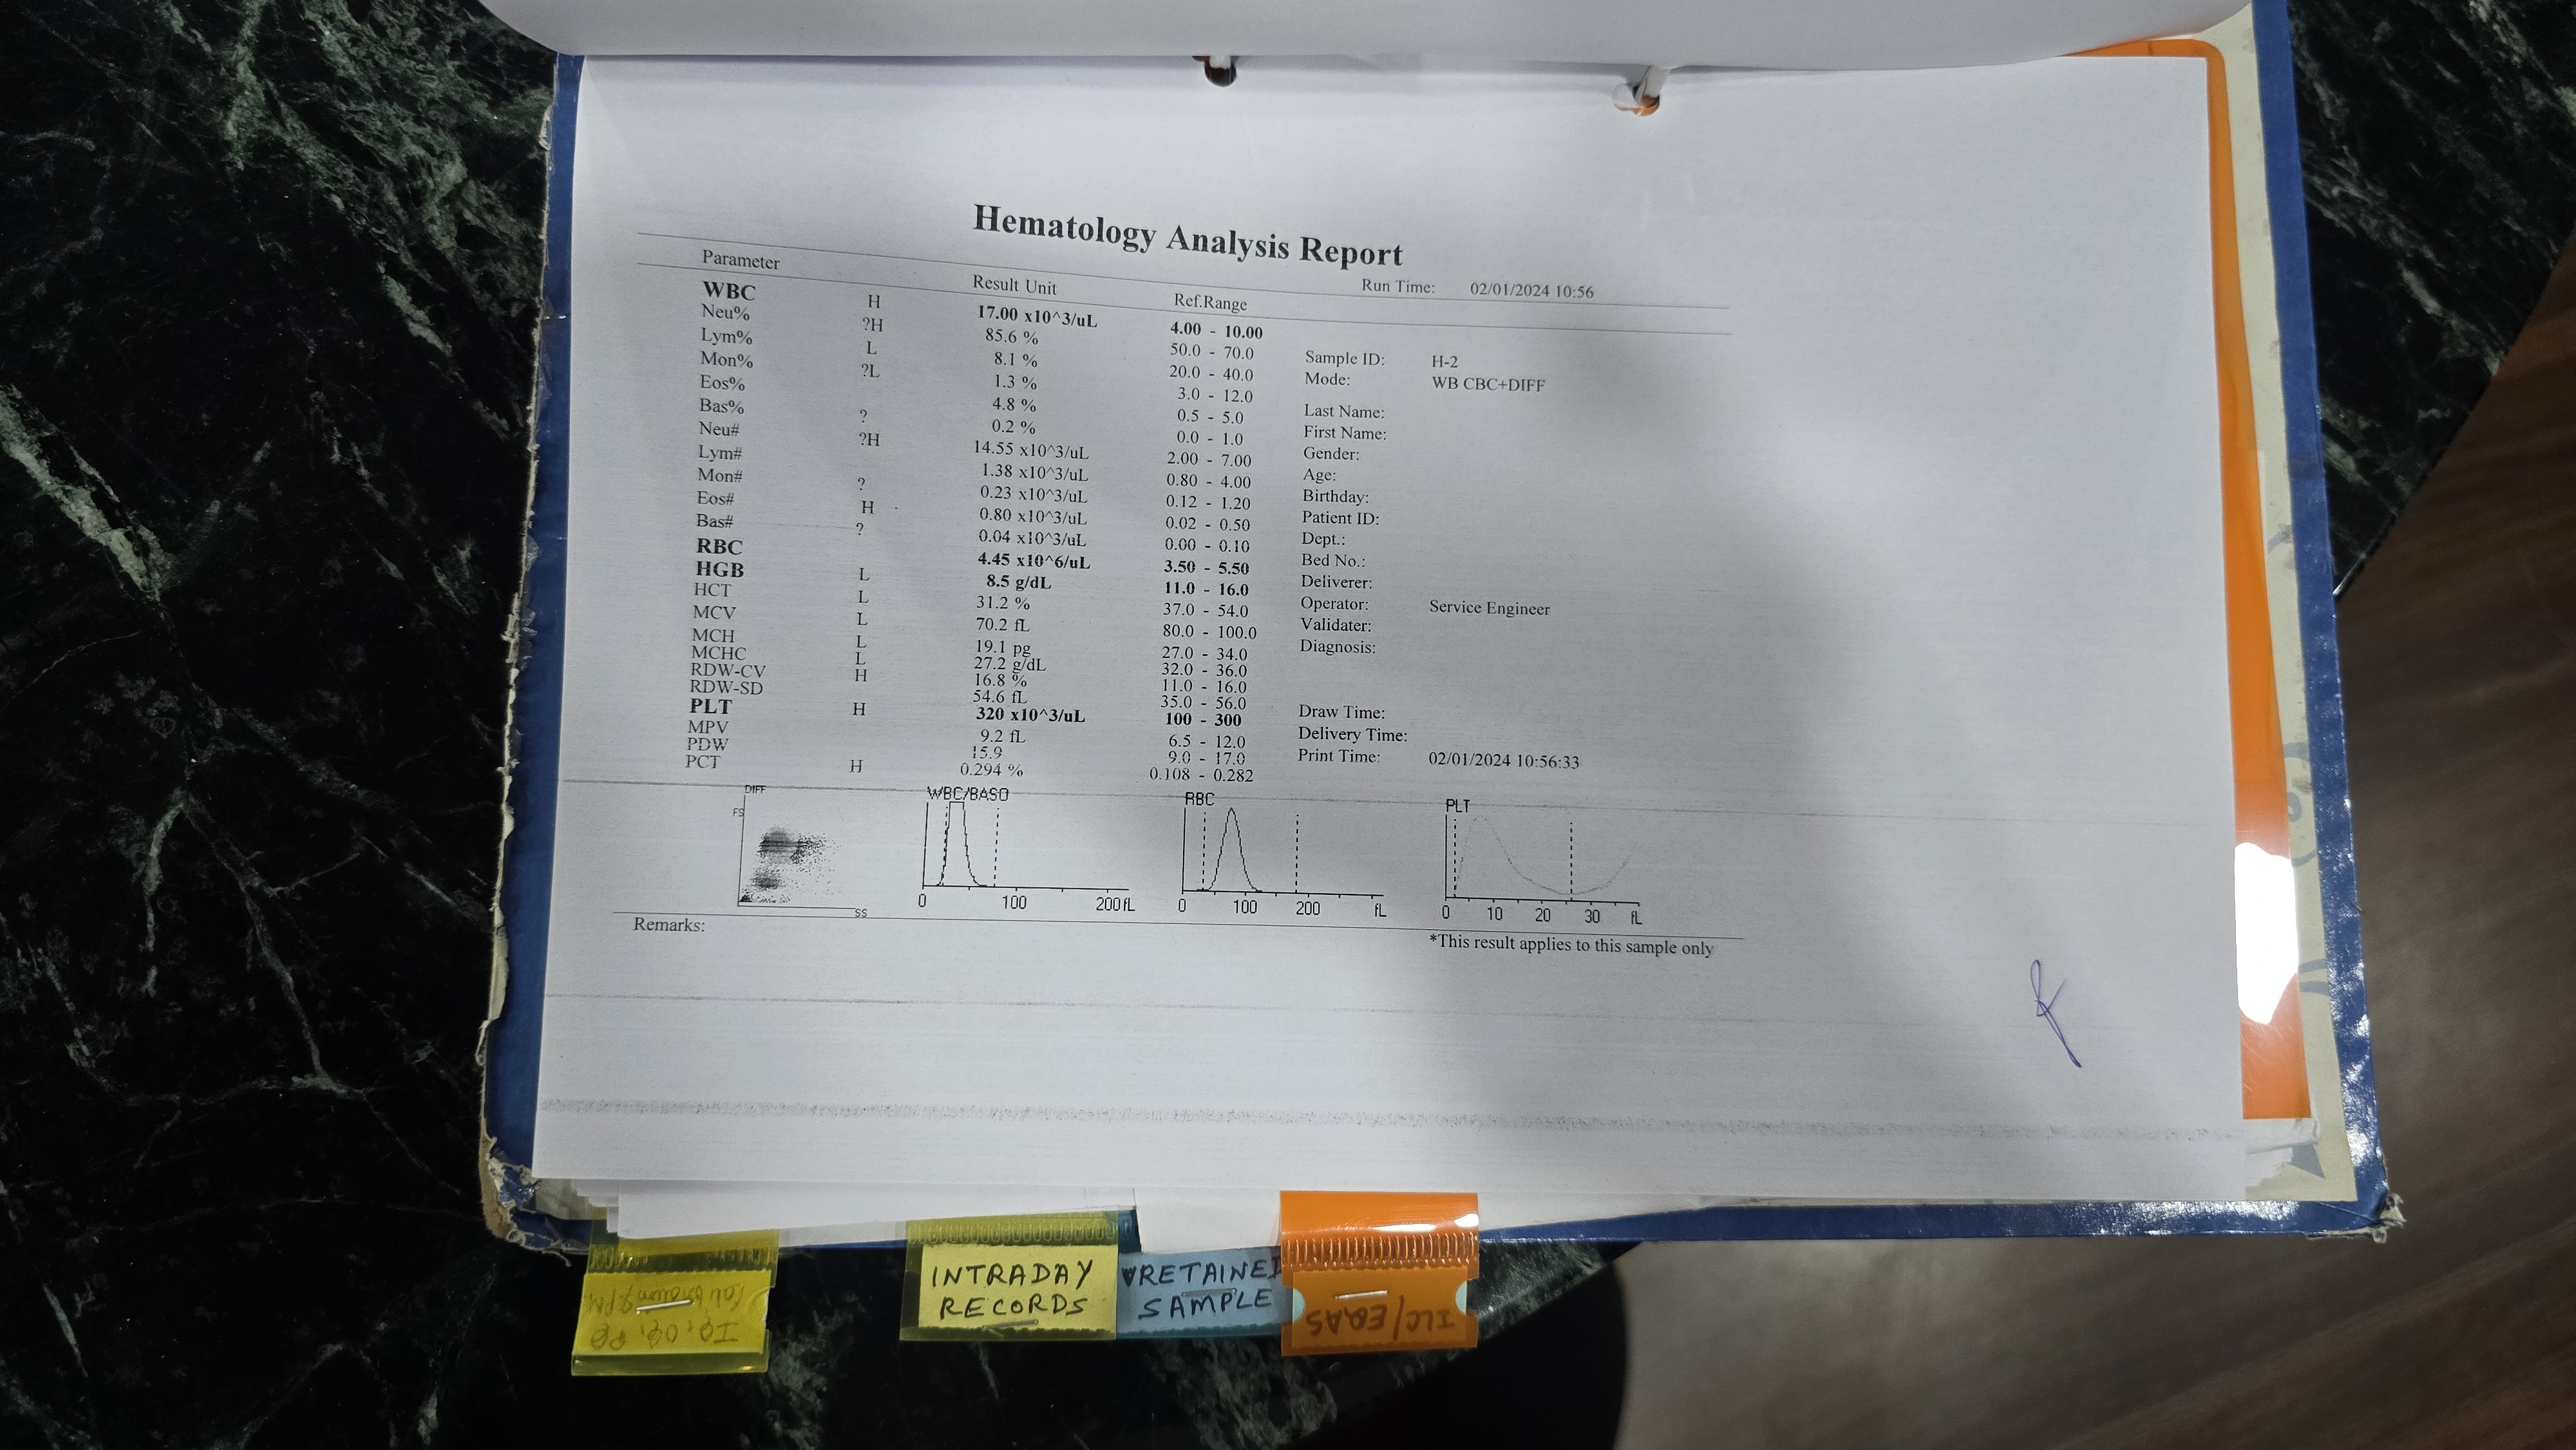 Hematology Analysis Report
Run Time: 02/01/2024 10:56
Parameter Result Unit Ref.Range
WBC H 17.00 x10^3/uL 4.00 - 10.00
Neu% ?H 85.6 % 50.0 - 70.0
Lym% L 8.1 % 20.0 - 40.0
Mon% ?L 1.3 % 3.0 - 12.0
Eos% 4.8 % 0.5 - 5.0
Bas% ? 0.2 % 0.0 - 1.0
Neu# ?H 14.55 x10^3/uL 2.00 - 7.00
Lym# 1.38 x10^3/uL 0.80 - 4.00
Mon# ? 0.23 x10^3/uL 0.12 - 1.20
Eos# H 0.80 x10^3/uL 0.02 - 0.50
Bas# ? 0.04 x10^3/uL 0.00 - 0.10
RBC 4.45 x10^6/uL 3.50 - 5.50
HGB L 8.5 g/dL 11.0 - 16.0
HCT L 31.2 % 37.0 - 54.0
MCV L 70.2 fL 80.0 - 100.0
MCH L 19.1 pg 27.0 - 34.0
MCHC L 27.2 g/dL 32.0 - 36.0
RDW-CV H 16.8 % 11.0 - 16.0
RDW-SD 54.6 fL 35.0 - 56.0
PLT H 320 x10^3/uL 100 - 300
MPV 9.2 fL 6.5 - 12.0
PDW 15.9 9.0 - 17.0
PCT H 0.294 % 0.108 - 0.282
Sample ID: H-2
Mode: WB CBC+DIFF
Last Name:
First Name:
Gender:
Age:
Birthday:
Patient ID:
Dept.:
Bed No.:
Deliverer:
Operator: Service Engineer
Validater:
Diagnosis:
Draw Time:
Delivery Time:
Print Time: 02/01/2024 10:56:33
DIFF
FS
SS
WBC/BASO
0 100 200 fL
RBC
0 100 200 fL
PLT
0 10 20 30 fL
Remarks:
*This result applies to this sample only
INTRADAY
RECORDS
RETAINED
SAMPLE
ILC/EQAS